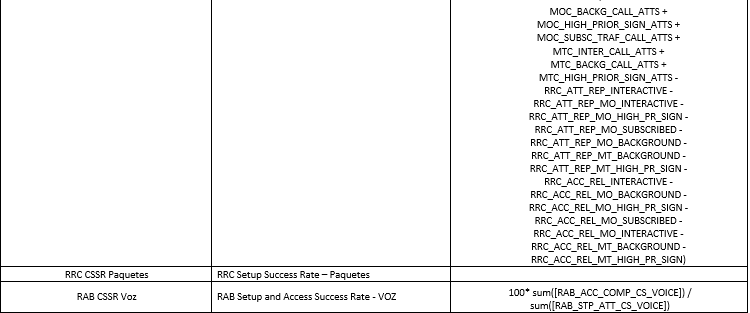 MOC_BACKG_CALL_ATTS +
MOC_HIGH_PRIOR_SIGN_ATTS +
MOC_SUBSC_TRAF_CALL_ATTS +
MTC_INTER_CALL_ATTS +
MTC_BACKG_CALL_ATTS +
MTC_HIGH_PRIOR_SIGN_ATTS -
RRC_ATT_REP_INTERACTIVE -
RRC_ATT_REP_MO_INTERACTIVE -
RRC_ATT_REP_MO_HIGH_PR_SIGN -
RRC_ATT_REP_MO_SUBSCRIBED -
RRC_ATT_REP_MO_BACKGROUND -
RRC_ATT_REP_MT_BACKGROUND -
RRC_ATT_REP_MT_HIGH_PR_SIGN -
RRC_ACC_REL_INTERACTIVE -
RRC_ACC_REL_MO_BACKGROUND -
RRC_ACC_REL_MO_HIGH_PR_SIGN -
RRC_ACC_REL_MO_SUBSCRIBED -
RRC_ACC_REL_MO_INTERACTIVE -
RRC_ACC_REL_MT_BACKGROUND -
RRC_ACC_REL_MT_HIGH_PR_SIGN)
RRC CSSR Paquetes
RRC Setup Success Rate – Paquetes
RAB CSSR Voz
RAB Setup and Access Success Rate - VOZ
100* sum([RAB_ACC_COMP_CS_VOICE]) /
sum([RAB_STP_ATT_CS_VOICE])